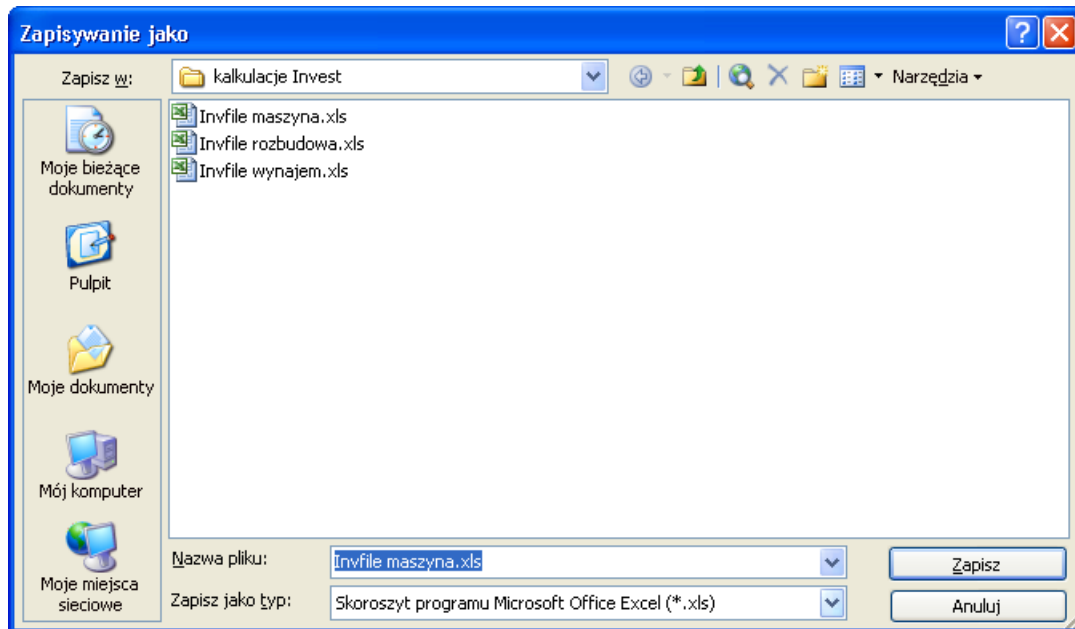 Zapisywanie jako
Zapisz w:
kalkulacje Invest
Narzędzia
Invfile maszyna.xls
Invfile rozbudowa.xls
Invfile wynajem.xls
Moje bieżące
dokumenty
Pulpit
Moje dokumenty
Mój komputer
Moje miejsca
sieciowe
Nazwa pliku:
Invfile maszyna.xls
Zapisz
Zapisz jako typ:
Skoroszyt programu Microsoft Office Excel (*.xls)
Anuluj